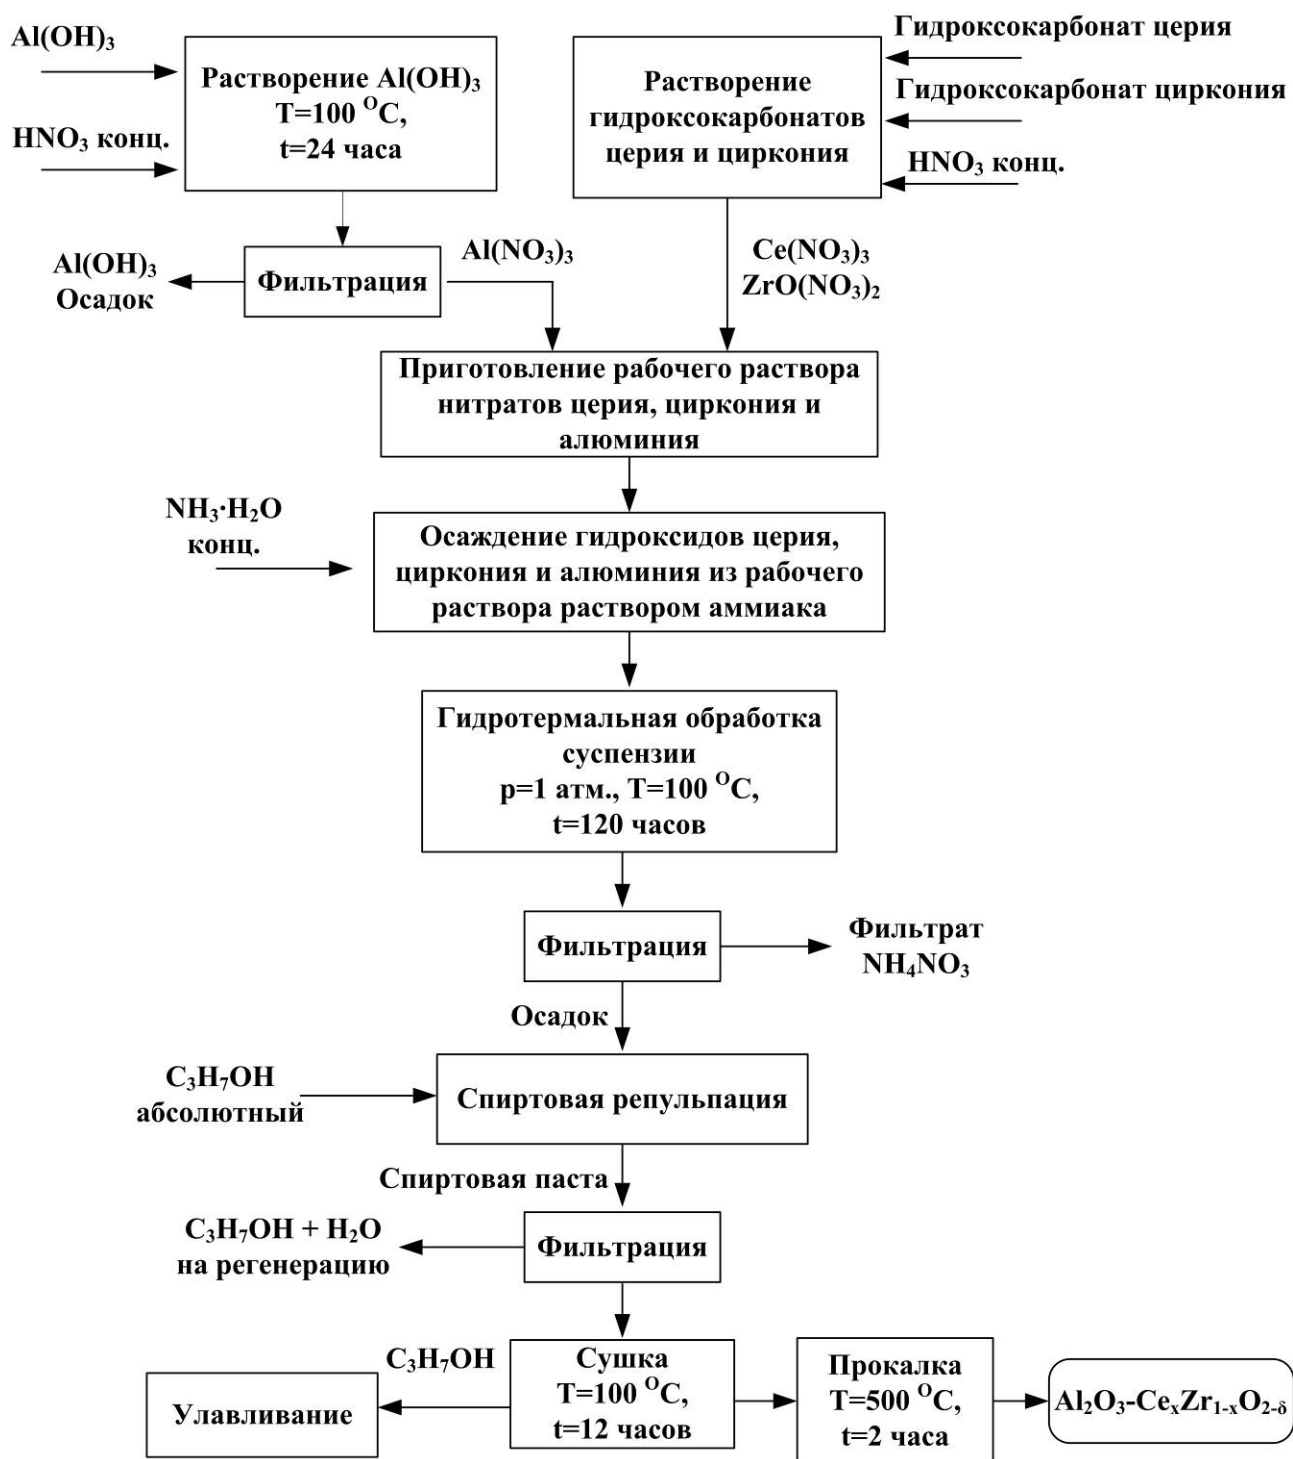 Al(OH)₃
HNO₃ конц.
Растворение Al(OH)₃
T=100 ᴼC,
t=24 часа
Растворение
гидроксокарбонатов
церия и циркония
Гидроксокарбонат церия
Гидроксокарбонат циркония
HNO₃ конц.
Al(OH)₃
Осадок
Фильтрация
Al(NO₃)₃
Ce(NO₃)₃
ZrO(NO₃)₂
Приготовление рабочего раствора
нитратов церия, циркония и
алюминия
NH₃·H₂O
конц.
Осаждение гидроксидов церия,
циркония и алюминия из рабочего
раствора раствором аммиака
Гидротермальная обработка
суспензии
p=1 атм., T=100 ᴼC,
t=120 часов
Фильтрация
Фильтрат
NH₄NO₃
Осадок
C₃H₇OH
абсолютный
Спиртовая репульпация
Спиртовая паста
C₃H₇OH + H₂O
на регенерацию
Фильтрация
C₃H₇OH
Улавливание
Сушка
T=100 ᴼC,
t=12 часов
Прокалка
T=500 ᴼC,
t=2 часа
Al₂O₃-CeₓZr₁₋ₓO₂₋δ